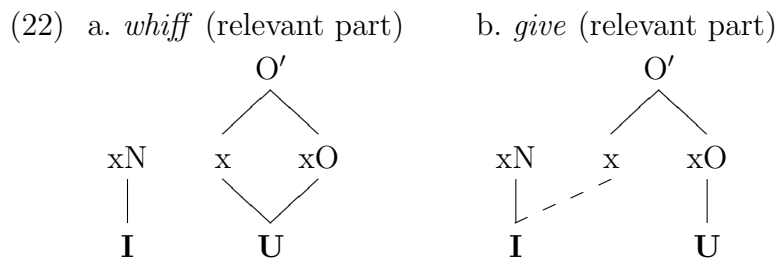 (22) a. whiff (relevant part) b. give (relevant part)
O′ O′
xN x xO xN x xO
I U I U